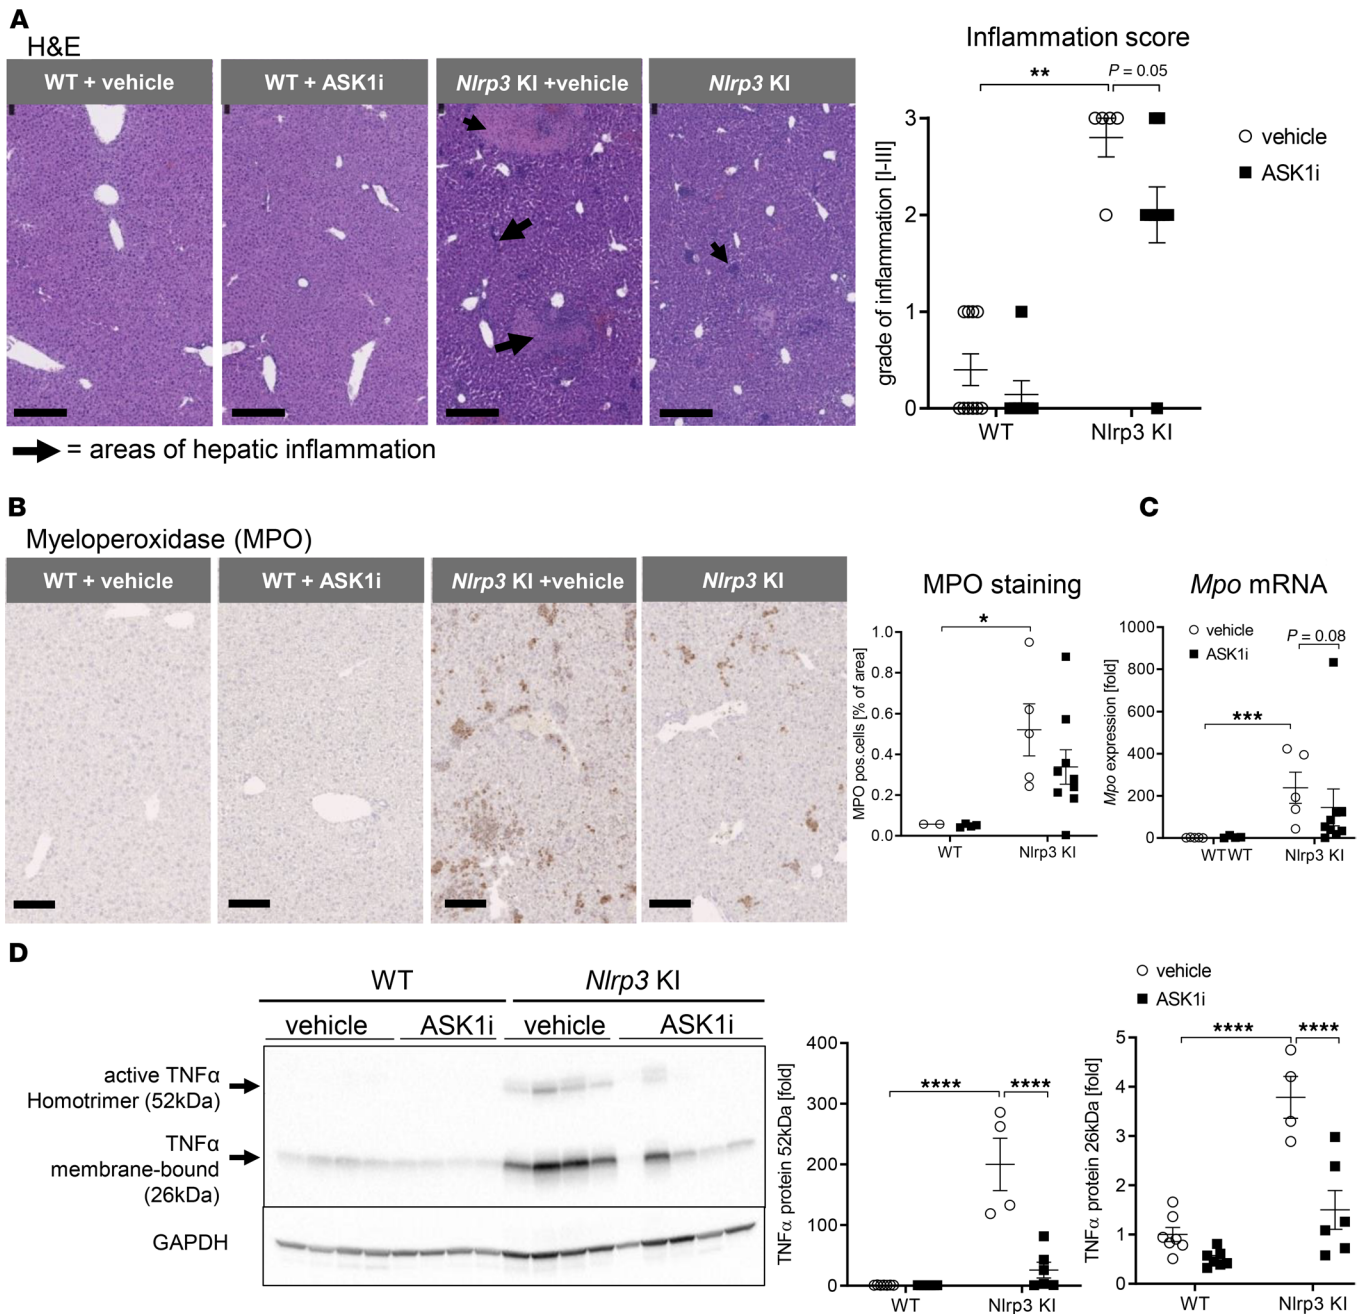 A
H&E
WT + vehicle
WT + ASK1i
Nlrp3 KI +vehicle
Nlrp3 KI
= areas of hepatic inflammation
Inflammation score
**
P = 0.05
grade of inflammation [I-III]
3
2
1
0
WT
Nlrp3 KI
vehicle
ASK1i
B
Myeloperoxidase (MPO)
WT + vehicle
WT + ASK1i
Nlrp3 KI +vehicle
Nlrp3 KI
MPO staining
*
MPO pos.cells [% of area]
1.0
0.8
0.6
0.4
0.2
0.0
WT
Nlrp3 KI
C
Mpo mRNA
vehicle
ASK1i
P = 0.08
***
Mpo expression [fold]
1000
800
600
400
200
0
WTWT
Nlrp3 KI
D
WT
Nlrp3 KI
vehicle
ASK1i
vehicle
ASK1i
active TNFα
Homotrimer (52kDa)
TNFα
membrane-bound
(26kDa)
GAPDH
TNFα protein 52kDa [fold]
400
300
200
100
0
****
****
WT
Nlrp3 KI
vehicle
ASK1i
TNFα protein 26kDa [fold]
5
4
3
2
1
0
****
****
WT
Nlrp3 KI